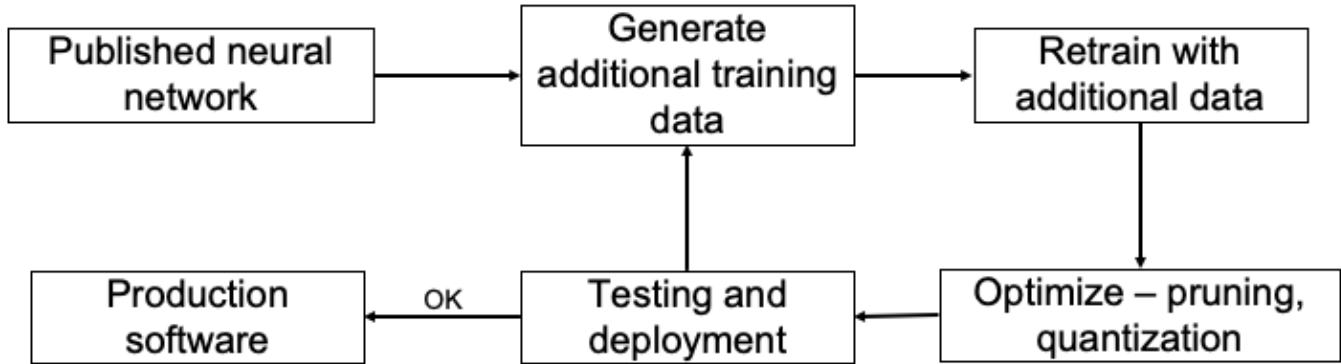 Published neural
network
Generate
additional training
data
Retrain with
additional data
Production
software
OK
Testing and
deployment
Optimize – pruning,
quantization